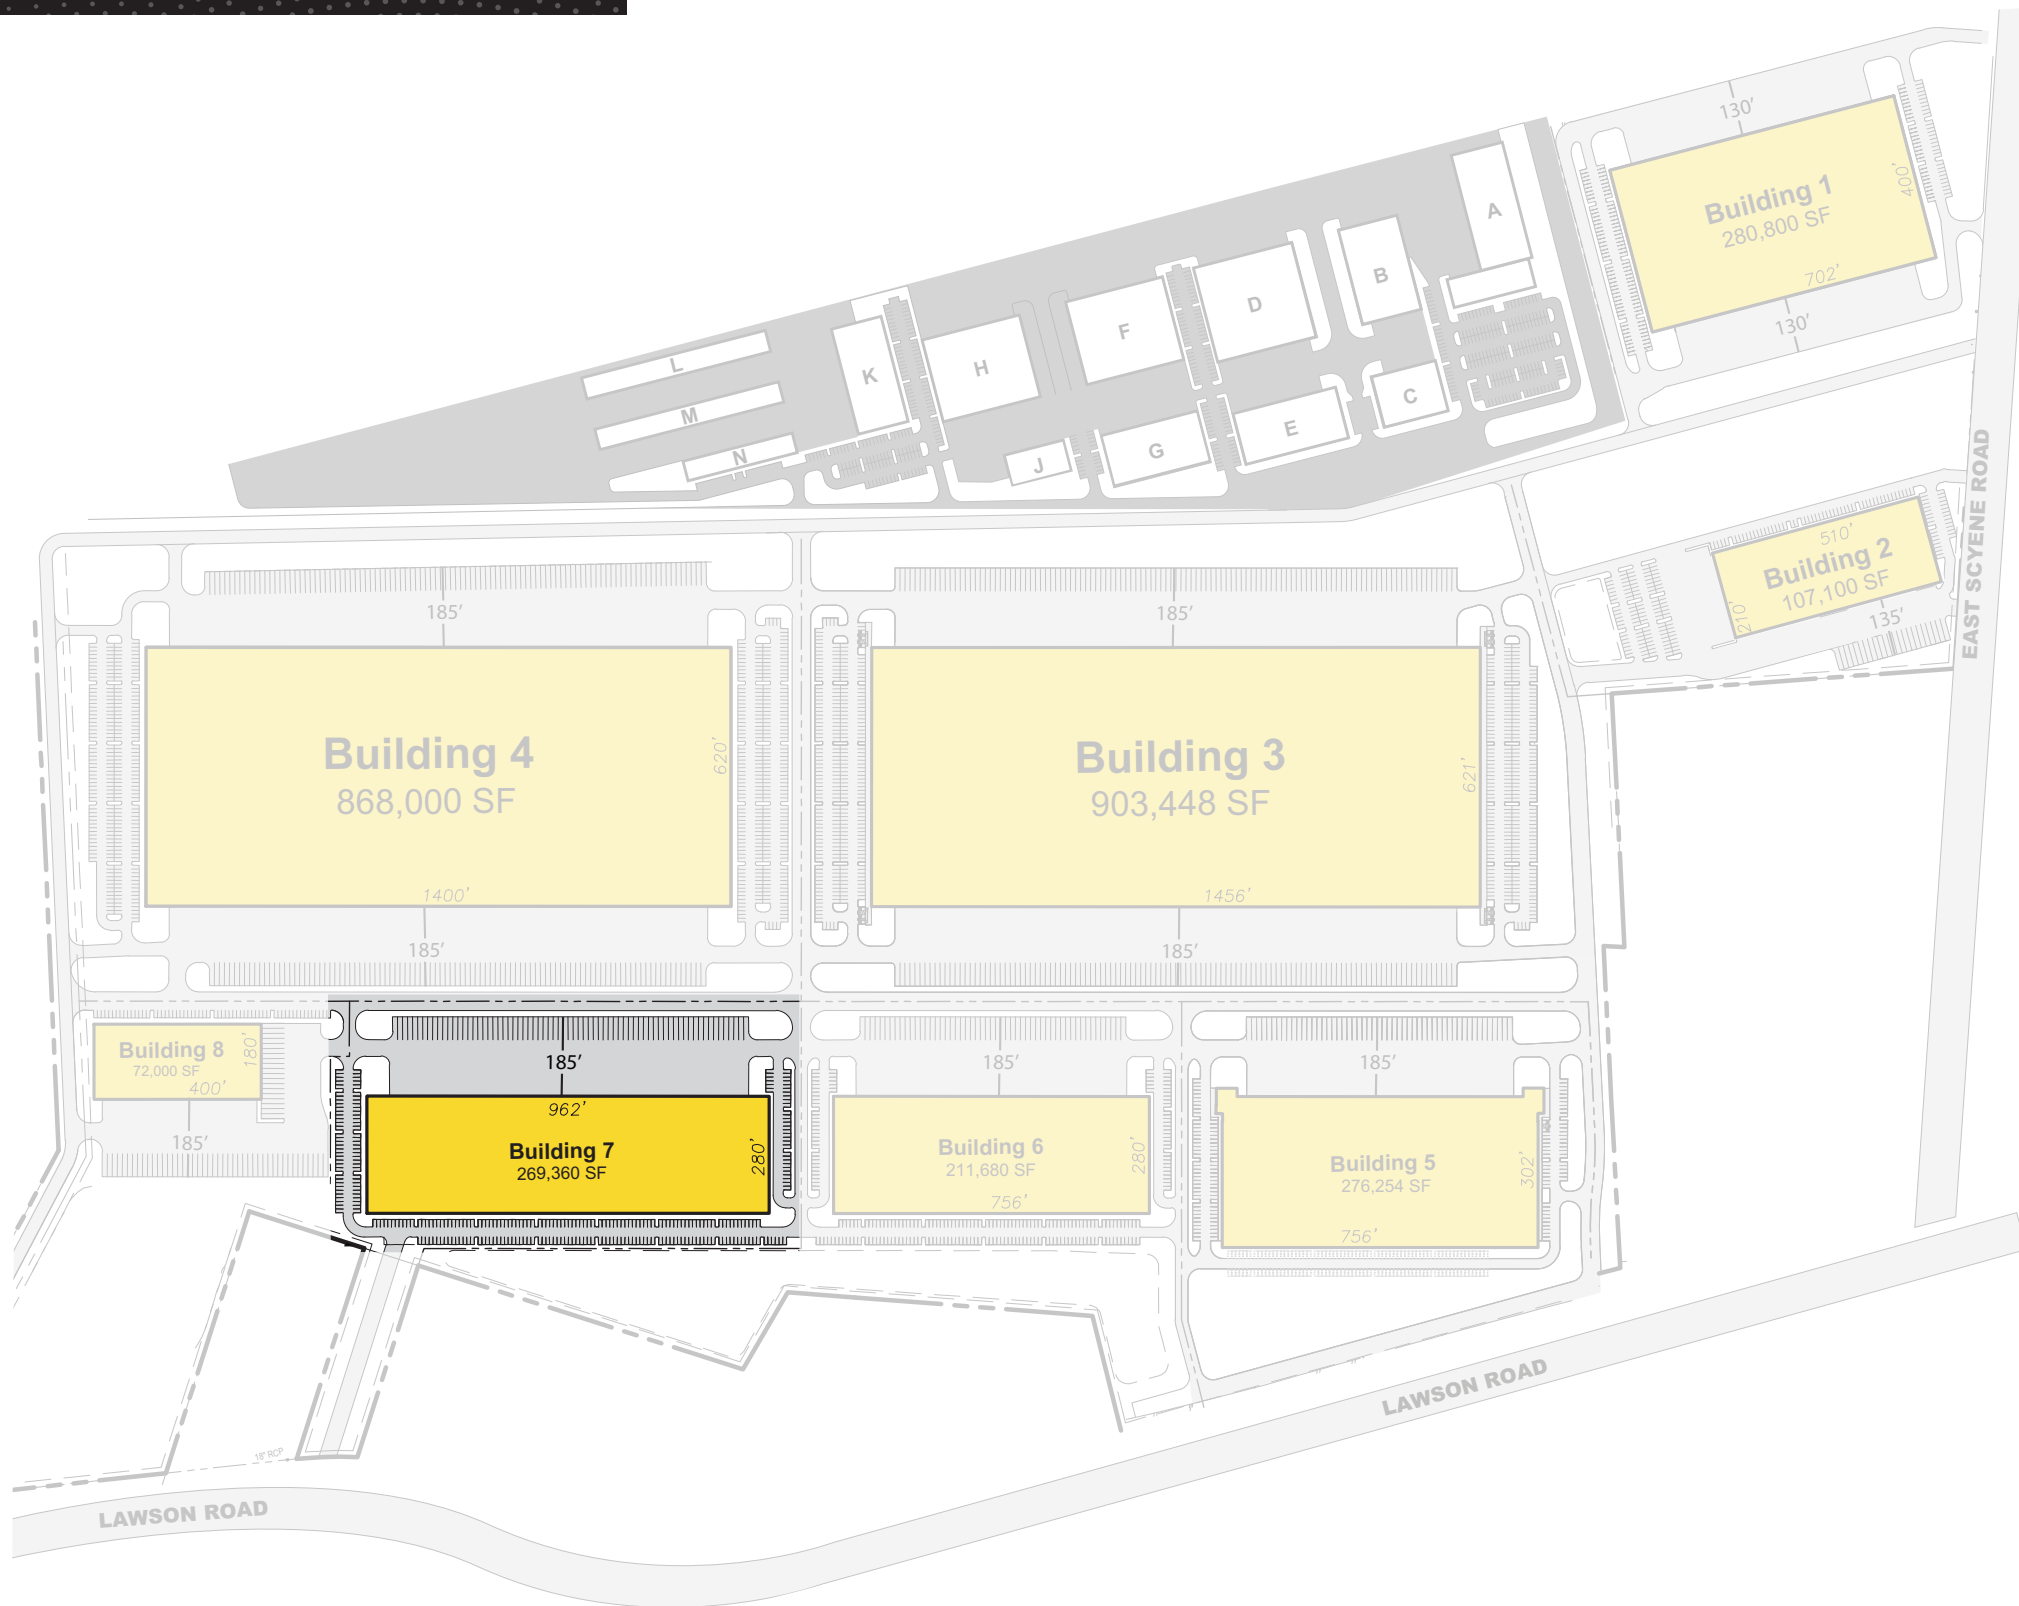 130'
Building 1
280,800 SF
400'
702'
130'
A
B
D
F
H
K
L
M
N
J
G
E
C
EAST SCYENE ROAD
510'
Building 2
107,100 SF
210'
135'
185'
Building 4
868,000 SF
620'
1400'
185'
185'
Building 3
903,448 SF
621'
1456'
185'
Building 8
72,000 SF
180'
400'
185'
185'
962'
Building 7
269,360 SF
280'
185'
Building 6
211,680 SF
280'
756'
185'
Building 5
276,254 SF
302'
756'
LAWSON ROAD
18" RCP
LAWSON ROAD